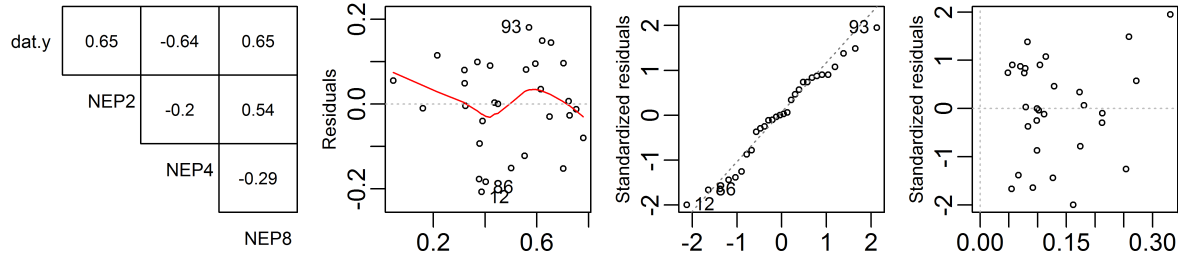 dat.y 0.65 -0.64 0.65
NEP2 -0.2 0.54
NEP4 -0.29
NEP8
Residuals
0.2
0.0
-0.2
93
86
12
0.2 0.6
Standardized residuals
2
1
0
-1
-2
93
86
12
-2 -1 0 1 2
Standardized residuals
2
1
0
-1
-2
0.00 0.15 0.30